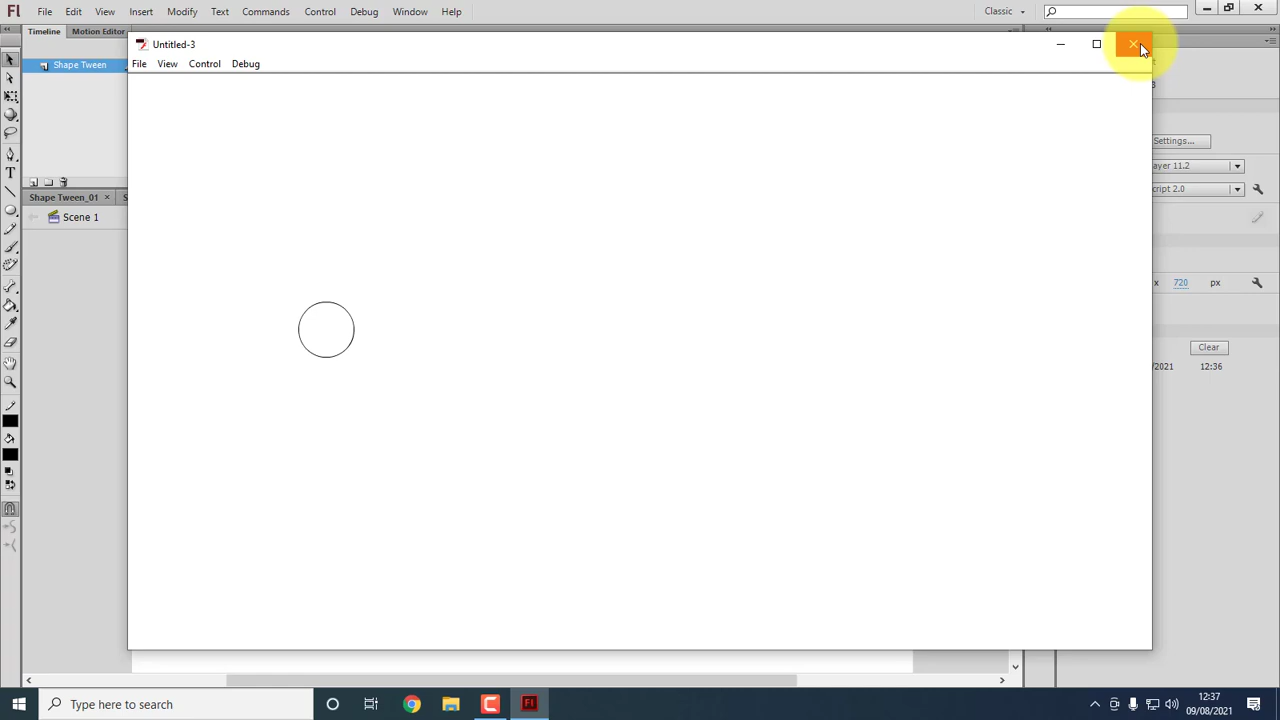 Fl File Edit View Insert Modify Text Commands Control Debug Window Help Classic
Timeline Motion Editor
Untitled-3
File View Control Debug
Shape Tween
3
Settings...
ayer 11.2
cript 2.0
Shape Tween_01 × S
Scene 1
x 720 px
Clear
/2021 12:36
T
Type here to search
Fl
12:37
09/08/2021